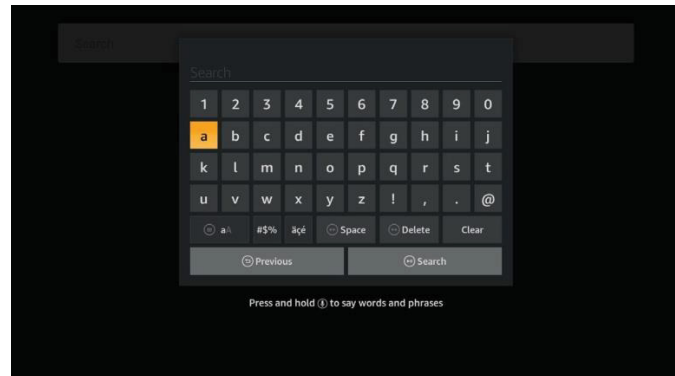 Search
Search
1 2 3 4 5 6 7 8 9 0
a b c d e f g h i j
k l m n o p q r s t
u v w x y z ! , . @
aA #$% äçé Space Delete Clear
Previous Search
Press and hold to say words and phrases